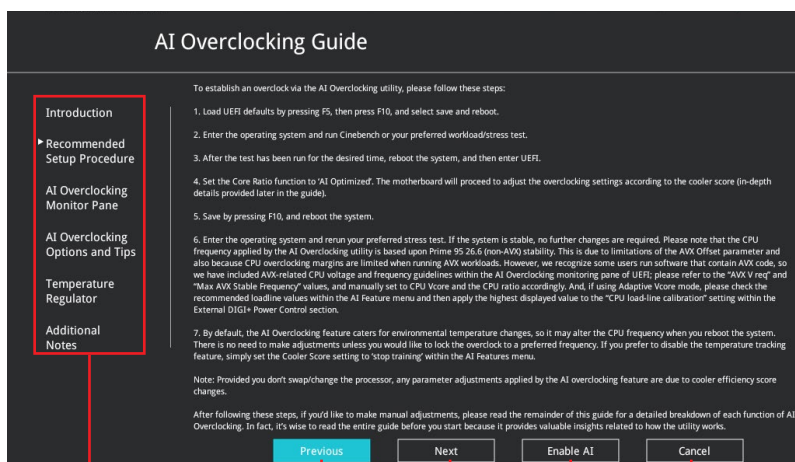 AI Overclocking Guide
Introduction
Recommended
Setup Procedure
AI Overclocking
Monitor Pane
AI Overclocking
Options and Tips
Temperature
Regulator
Additional
Notes
To establish an overclock via the AI Overclocking utility, please follow these steps:
1. Load UEFI defaults by pressing F5, then press F10, and select save and reboot.
2. Enter the operating system and run Cinebench or your preferred workload/stress test.
3. After the test has been run for the desired time, reboot the system, and then enter UEFI.
4. Set the Core Ratio function to 'AI Optimized'. The motherboard will proceed to adjust the overclocking settings according to the cooler score (in-depth
details provided later in the guide).
5. Save by pressing F10, and reboot the system.
6. Enter the operating system and rerun your preferred stress test. If the system is stable, no further changes are required. Please note that the CPU
frequency applied by the AI Overclocking utility is based upon Prime 95 26.6 (non-AVX) stability. This is due to limitations of the AVX Offset parameter and
also because CPU overclocking margins are limited when running AVX workloads. However, we recognize some users run software that contain AVX code, so
we have included AVX-related CPU voltage and frequency guidelines within the AI Overclocking monitoring pane of UEFI; please refer to the "AVX V req" and
"Max AVX Stable Frequency" values, and manually set to CPU Vcore and the CPU ratio accordingly. And, if using Adaptive Vcore mode, please check the
recommended loadline values within the AI Feature menu and then apply the highest displayed value to the "CPU load-line calibration" setting within the
External DIGI+ Power Control section.
7. By default, the AI Overclocking feature caters for environmental temperature changes, so it may alter the CPU frequency when you reboot the system.
There is no need to make adjustments unless you would like to lock the overclock to a preferred frequency. If you prefer to disable the temperature tracking
feature, simply set the Cooler Score setting to 'stop training' within the AI Features menu.
Note: Provided you don't swap/change the processor, any parameter adjustments applied by the AI overclocking feature are due to cooler efficiency score
changes.
After following these steps, if you'd like to make manual adjustments, please read the remainder of this guide for a detailed breakdown of each function of AI
Overclocking. In fact, it's wise to read the entire guide before you start because it provides valuable insights related to how the utility works.
Previous
Next
Enable AI
Cancel